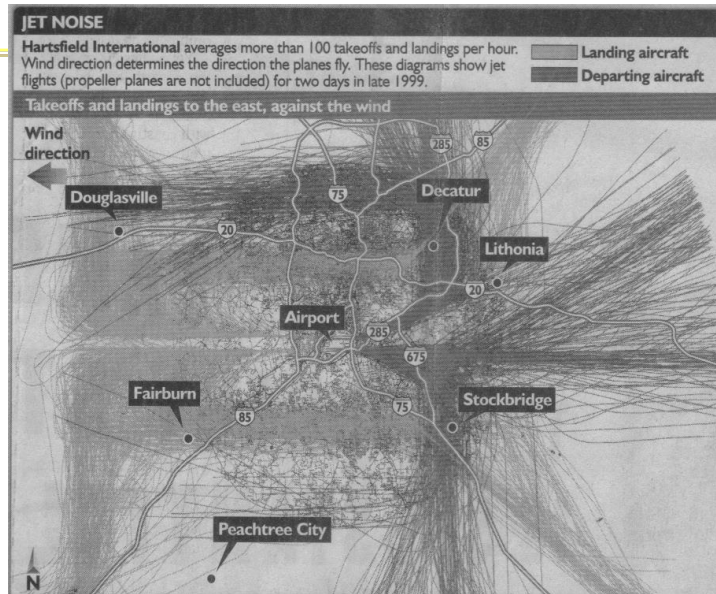 JET NOISE
Hartsfield International averages more than 100 takeoffs and landings per hour.
Wind direction determines the direction the planes fly. These diagrams show jet
flights (propeller planes are not included) for two days in late 1999.
Landing aircraft
Departing aircraft
Takeoffs and landings to the east, against the wind
Wind
direction
285
85
75
Decatur
Douglasville
20
Lithonia
20
Airport
285
675
Fairburn
85
75
Stockbridge
Peachtree City
N